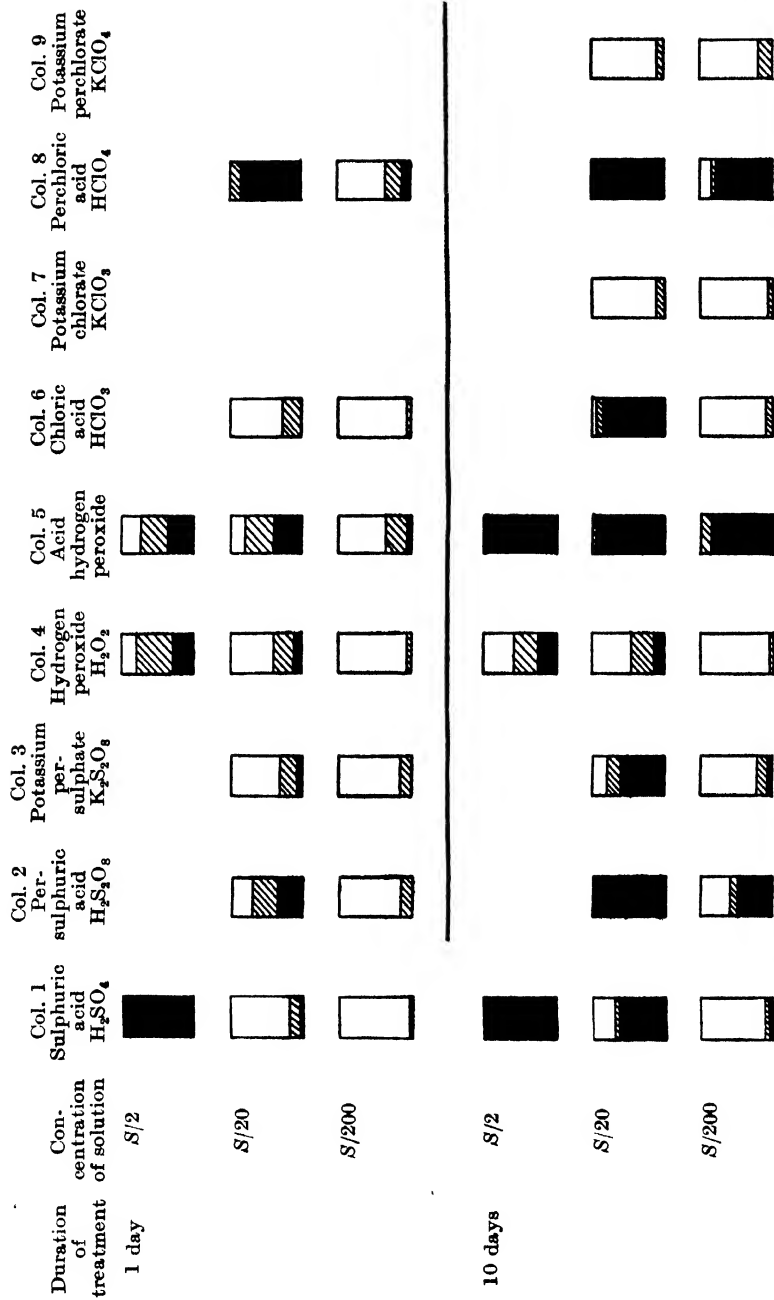 Duration
of
treatment
Con-
centration
of solution
Col. 1
Sulphuric
acid
H₂SO₄
Col. 2
Per-
sulphuric
acid
H₂S₂O₈
Col. 3
Potassium
per-
sulphate
K₂S₂O₈
Col. 4
Hydrogen
peroxide
H₂O₂
Col. 5
Acid
hydrogen
peroxide
Col. 6
Chloric
acid
HClO₃
Col. 7
Potassium
chlorate
KClO₃
Col. 8
Perchloric
acid
HClO₄
Col. 9
Potassium
perchlorate
KClO₄
1 day
S/2
S/20
S/200
10 days
S/2
S/20
S/200